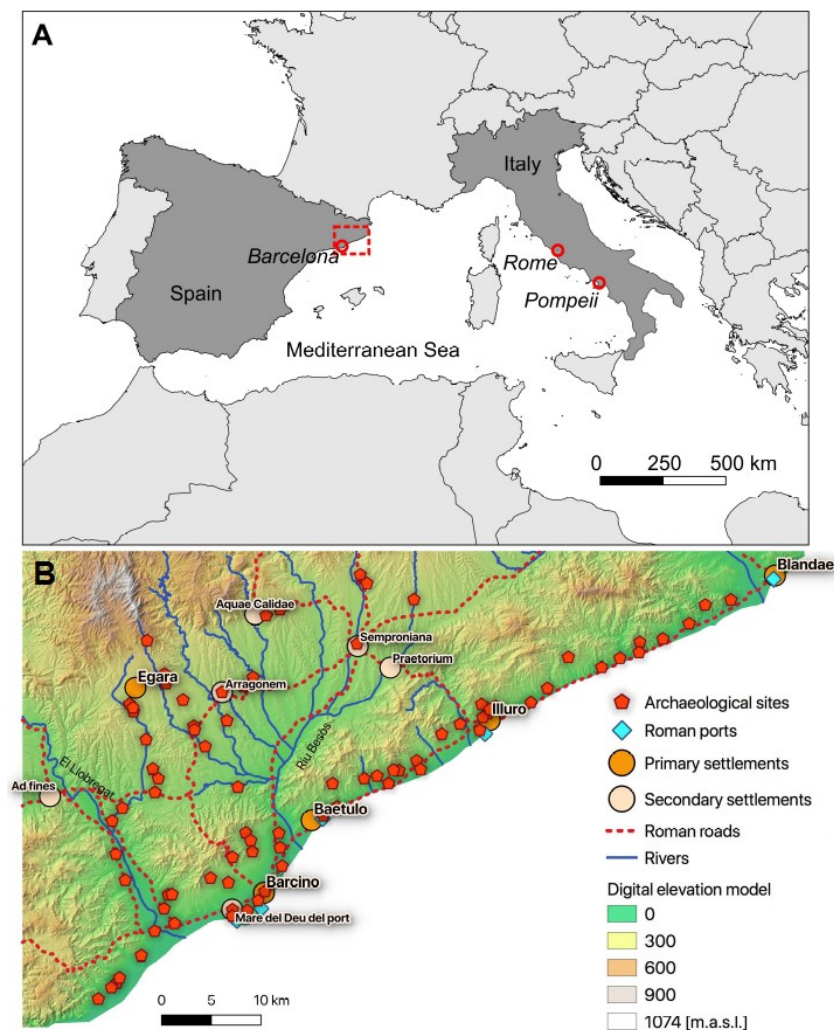 A
Italy
Barcelona
Rome
Spain
Pompeii
Mediterranean Sea
0 250 500 km
B
Blandae
Aquae Calidae
Semproniana
Praetorium
Egara
Arragonem
Illuro
Riu Besòs
El Llobregat
Ad fines
Baetulo
Barcino
Mare del Deu del port
0 5 10 km
Archaeological sites
Roman ports
Primary settlements
Secondary settlements
Roman roads
Rivers
Digital elevation model
0
300
600
900
1074 [m.a.s.l.]